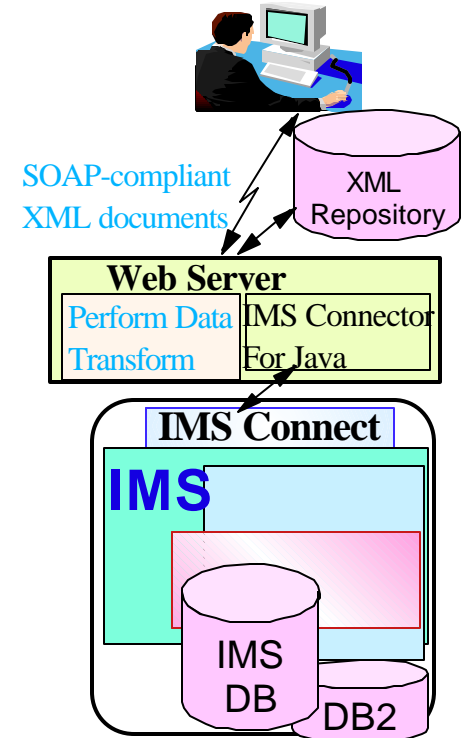 SOAP-compliant
XML documents
XML
Repository
Web Server
Perform Data
Transform
IMS Connector
For Java
IMS Connect
IMS
IMS
DB
DB2